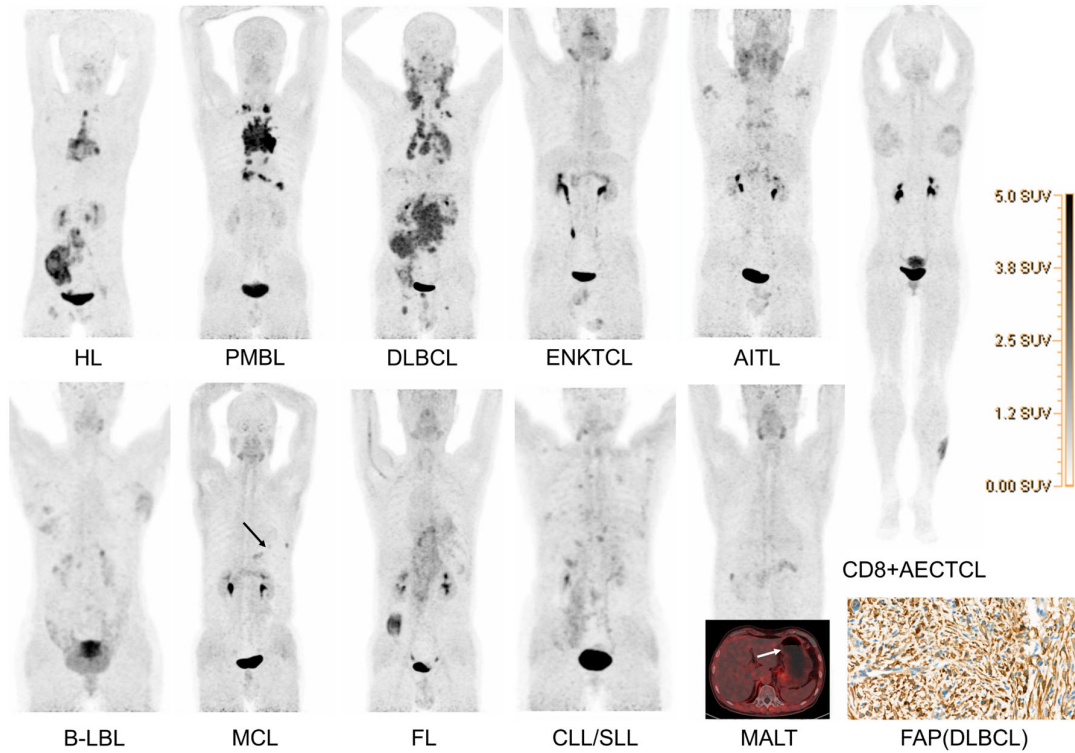 HL
PMBL
DLBCL
ENKTCL
AITL
5.0 SUV
3.8 SUV
2.5 SUV
1.2 SUV
0.00 SUV
CD8+AECTCL
B-LBL
MCL
FL
CLL/SLL
MALT
FAP(DLBCL)